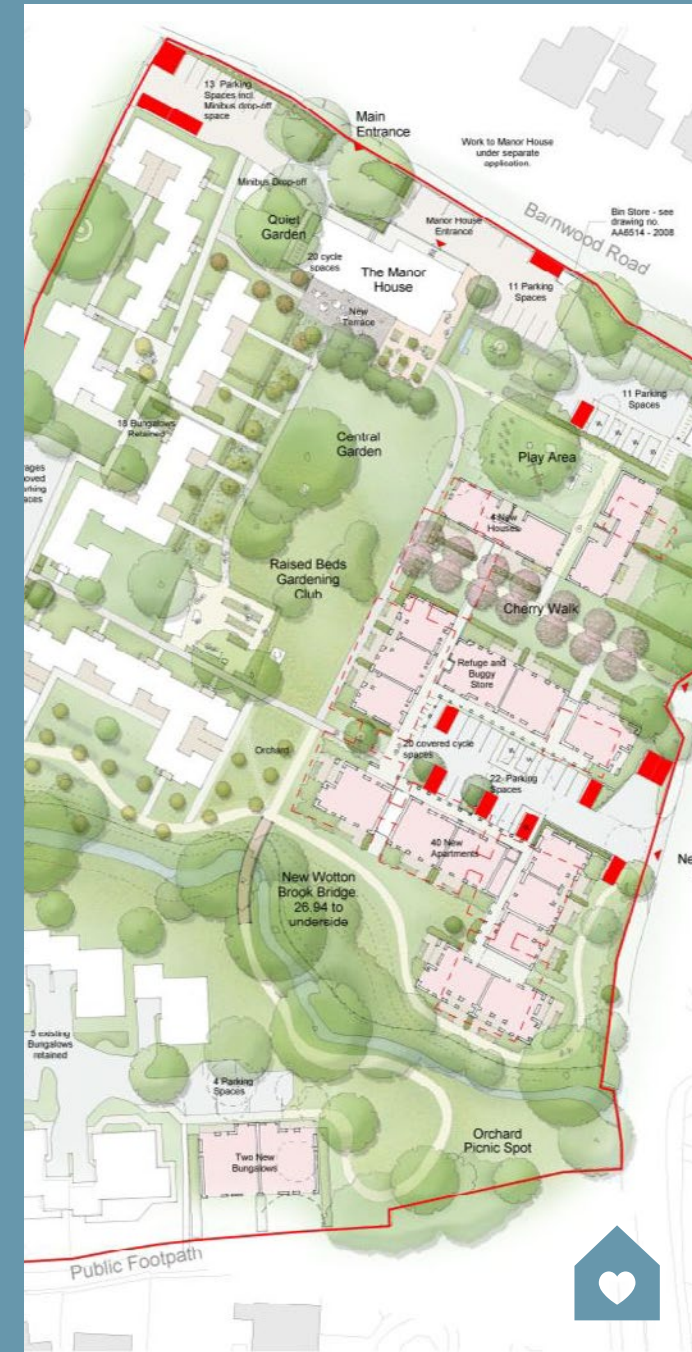 13 Parking
Spaces incl.
Minibus drop-off
space
Main
Entrance
Work to Manor House
under separate
application.
Minibus Drop-off
Quiet
Garden
Manor House
Entrance
Barnwood Road
Bin Store - see
drawing no.
AA6514 - 2008
20 cycle
spaces
The Manor
House
11 Parking
Spaces
New
Terrace
11 Parking
Spaces
18 Bungalows
Retained
Central
Garden
Play Area
ages
oved
arking
aces
4 New
Houses
Raised Beds
Gardening
Club
Cherry Walk
Refuge and
Buggy
Store
Orchard
20 covered cycle
spaces
22 Parking
Spaces
40 New
Apartments
Ne
New Wotton
Brook Bridge.
26.94 to
underside
5 existing
Bungalows
retained
4 Parking
Spaces
Two New
Bungalows
Orchard
Picnic Spot
Public Footpath